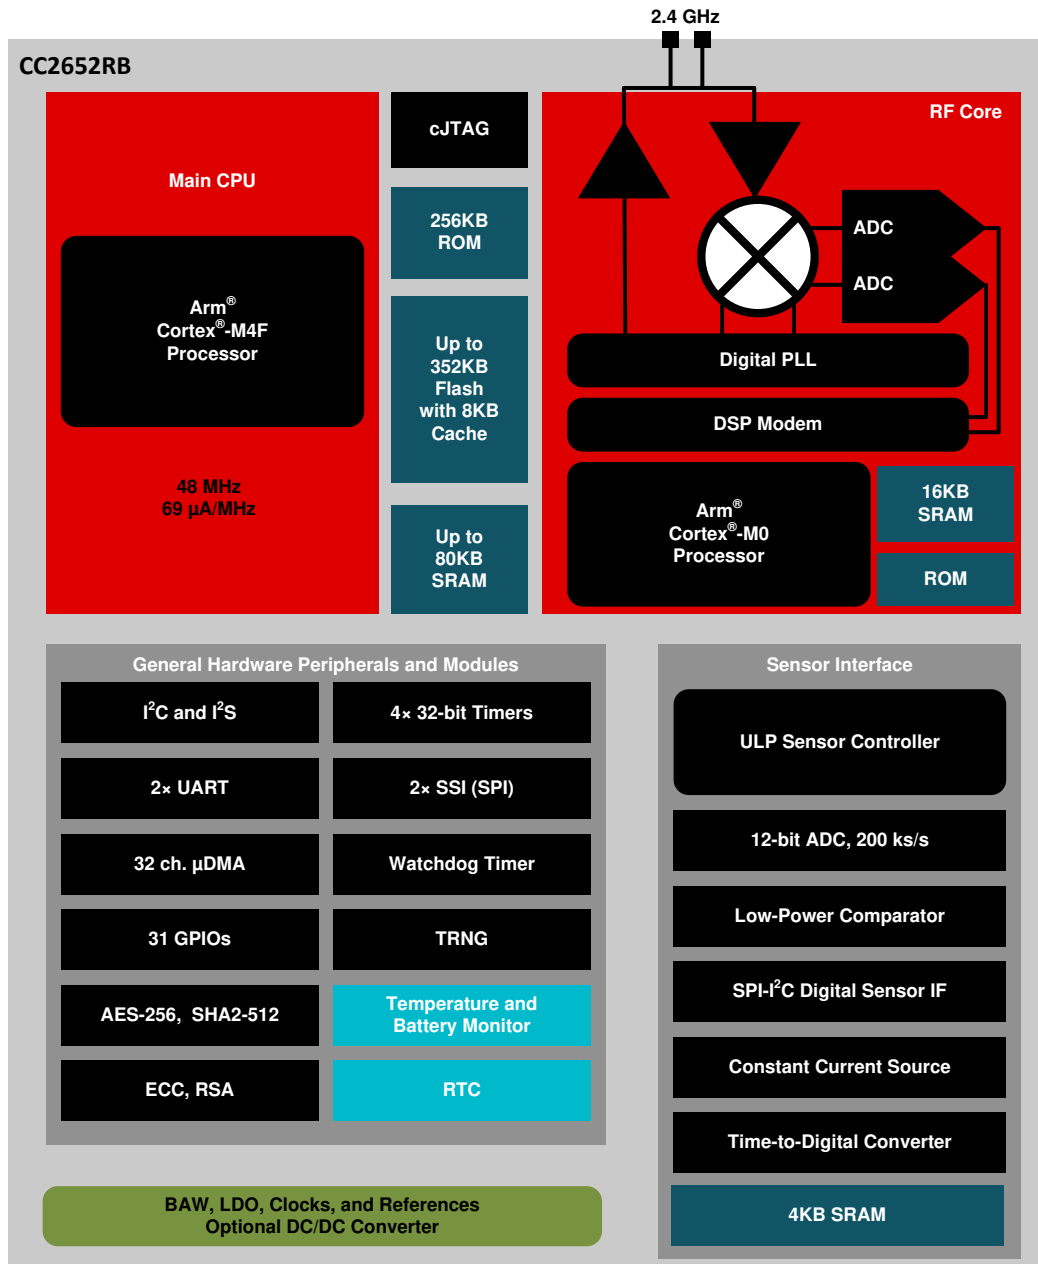 2.4 GHz
CC2652RB
Main CPU
Arm®
Cortex®-M4F
Processor
48 MHz
69 µA/MHz
cJTAG
256KB
ROM
Up to
352KB
Flash
with 8KB
Cache
Up to
80KB
SRAM
RF Core
ADC
ADC
Digital PLL
DSP Modem
Arm®
Cortex®-M0
Processor
16KB
SRAM
ROM
General Hardware Peripherals and Modules
I²C and I²S
4× 32-bit Timers
2× UART
2× SSI (SPI)
32 ch. µDMA
Watchdog Timer
31 GPIOs
TRNG
AES-256, SHA2-512
Temperature and
Battery Monitor
ECC, RSA
RTC
Sensor Interface
ULP Sensor Controller
12-bit ADC, 200 ks/s
Low-Power Comparator
SPI-I²C Digital Sensor IF
Constant Current Source
Time-to-Digital Converter
4KB SRAM
BAW, LDO, Clocks, and References
Optional DC/DC Converter